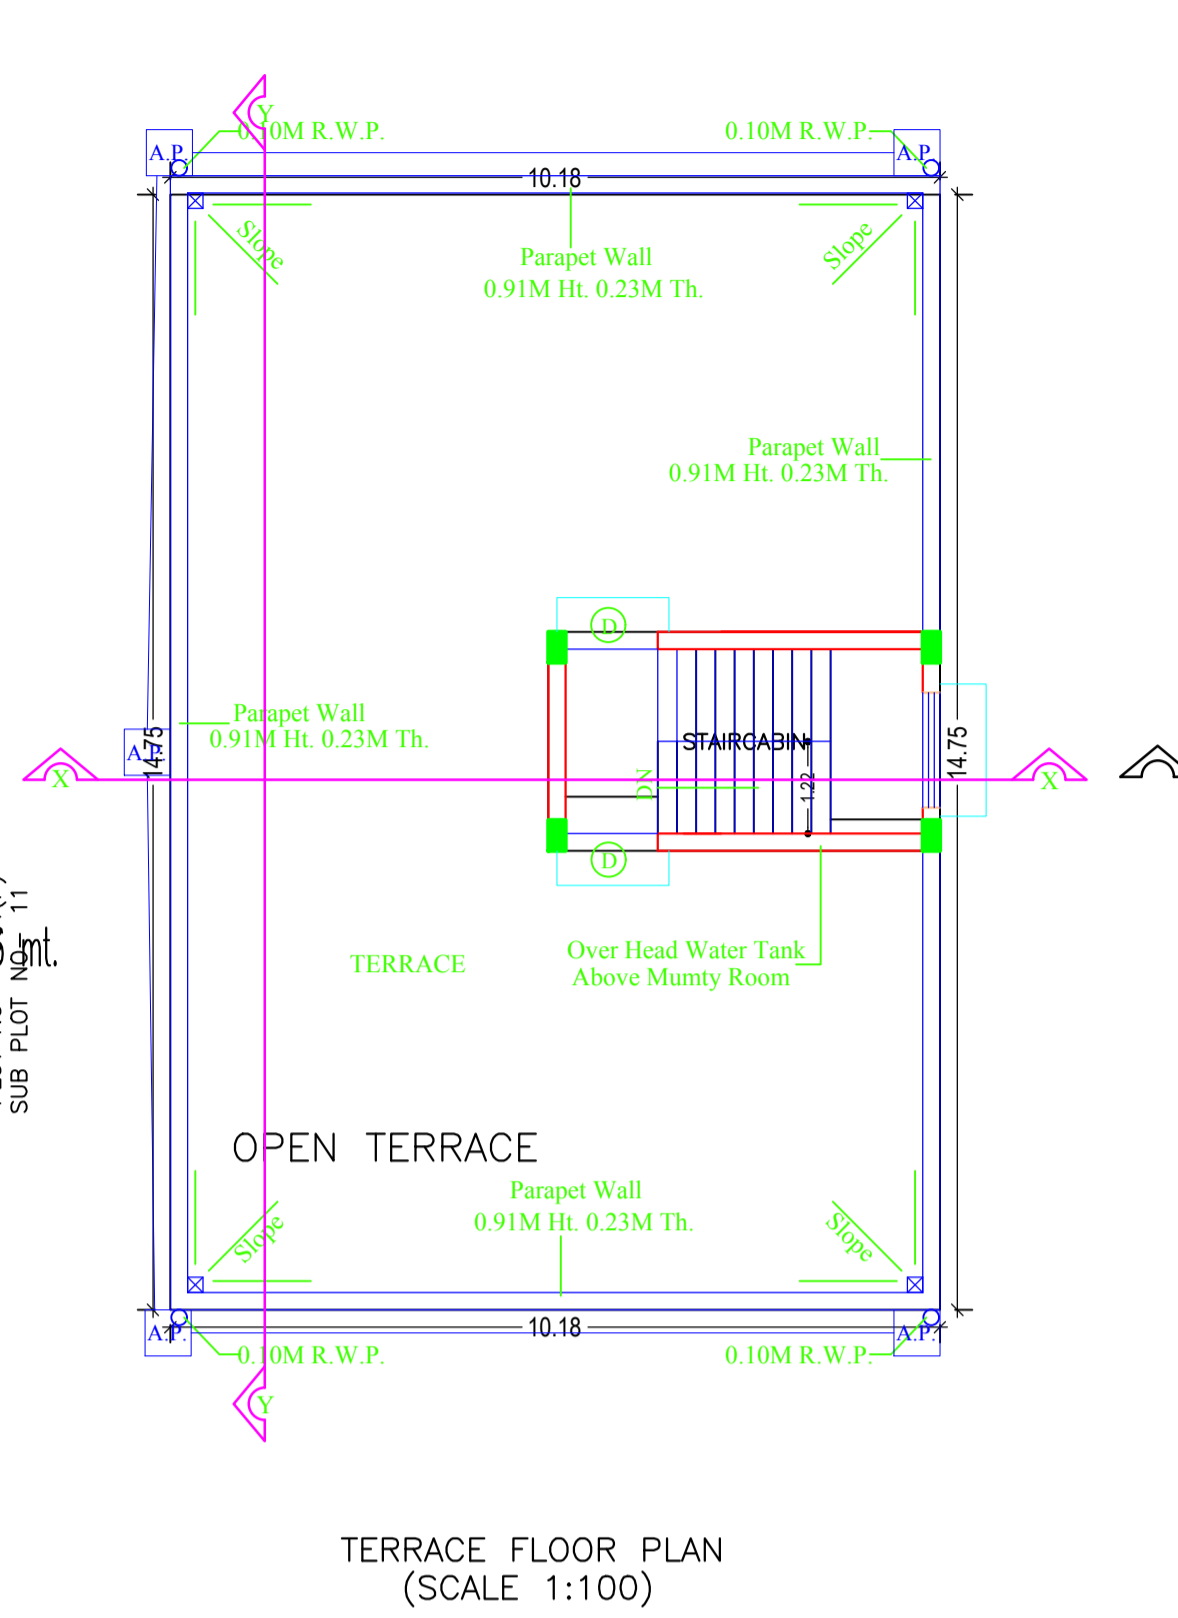 Y
0.10M R.W.P.
0.10M R.W.P.
A.P.
A.P.
10.18
Slope
Slope
Parapet Wall
0.91M Ht. 0.23M Th.
Parapet Wall
0.91M Ht. 0.23M Th.
D
Parapet Wall
0.91M Ht. 0.23M Th.
A.P.
14.75
STAIRCABIN
14.75
X
DN
1.22
X
D
SUB PLOT NO- 11
mt.
TERRACE
Over Head Water Tank
Above Mumty Room
OPEN TERRACE
Parapet Wall
0.91M Ht. 0.23M Th.
Slope
Slope
A.P.
10.18
A.P.
0.10M R.W.P.
0.10M R.W.P.
Y
TERRACE FLOOR PLAN
(SCALE 1:100)